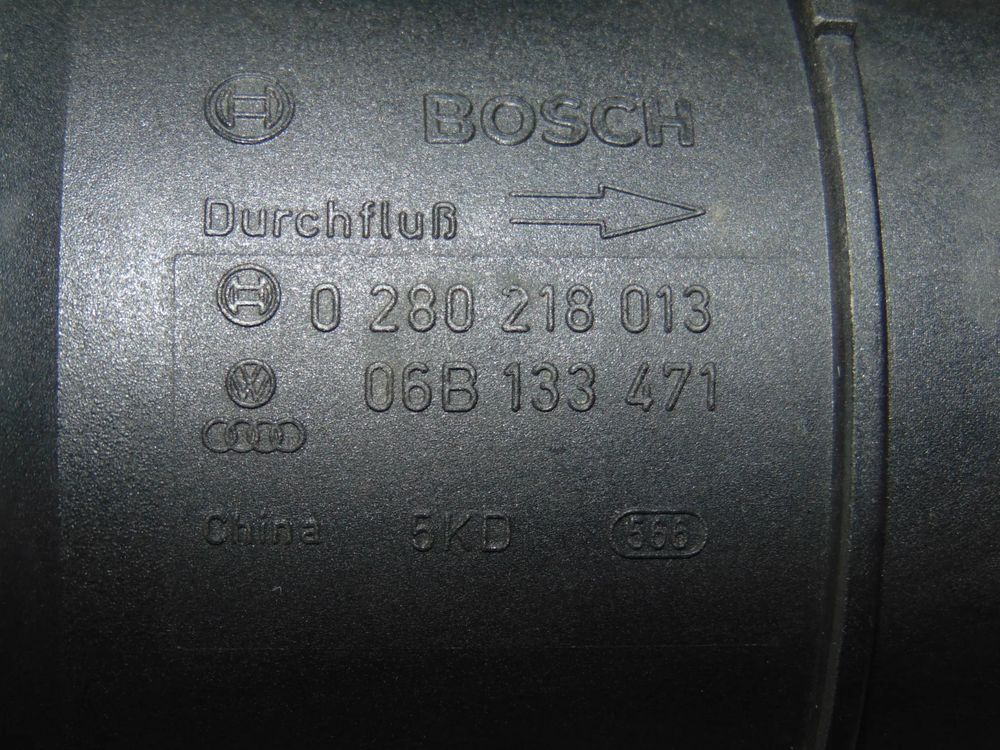 BOSCH
Durchfluß
0 280 218 013
06B 133 471
China 5KD 566